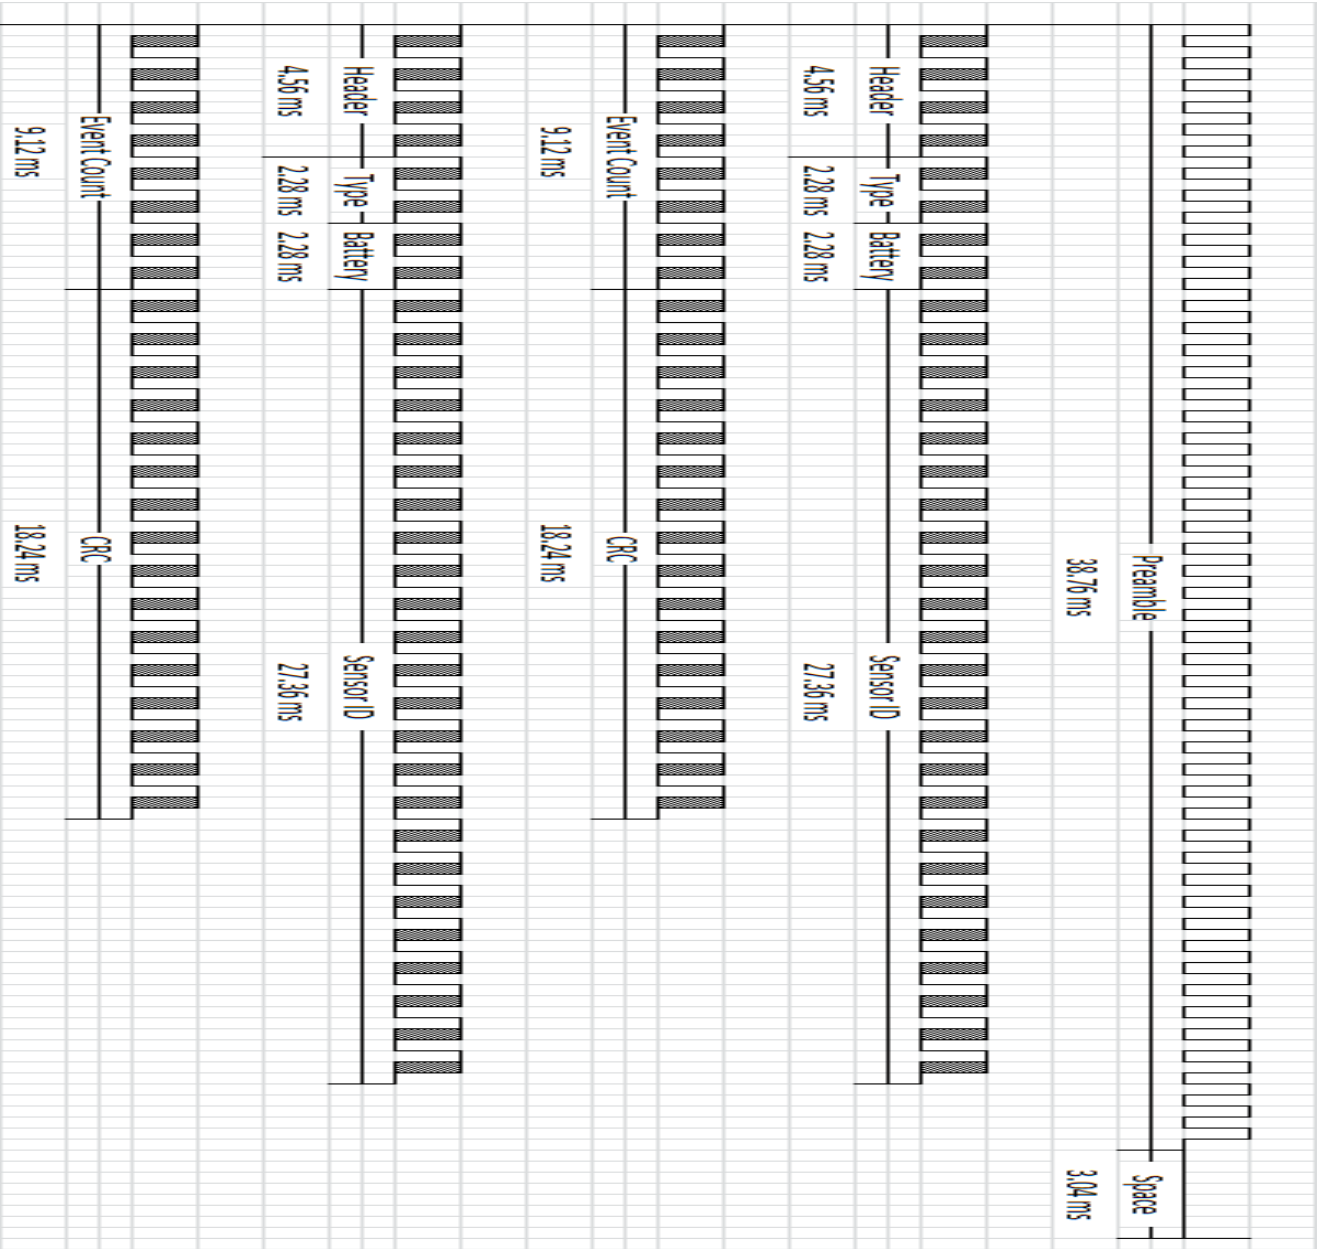 Preamble Space
38.76 ms 3.04 ms
Header Type Battery Sensor ID
4.56 ms 2.28 ms 2.28 ms 27.36 ms
Event Count CRC
9.12 ms 18.24 ms
Header Type Battery Sensor ID
4.56 ms 2.28 ms 2.28 ms 27.36 ms
Event Count CRC
9.12 ms 18.24 ms